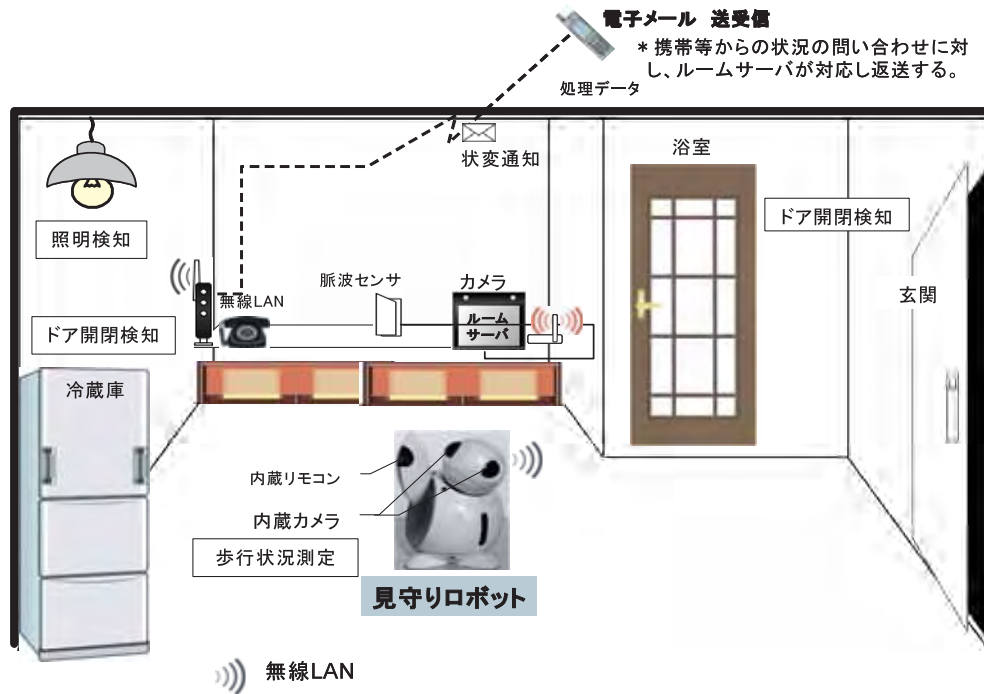 電子メール 送受信
＊携帯等からの状況の問い合わせに対
し、ルームサーバが対応し返送する。
処理データ
状変通知
浴室
ドア開閉検知
照明検知
玄関
脈波センサ
カメラ
無線LAN
ルーム
サーバ
ドア開閉検知
冷蔵庫
内蔵リモコン
内蔵カメラ
歩行状況測定
見守りロボット
無線LAN